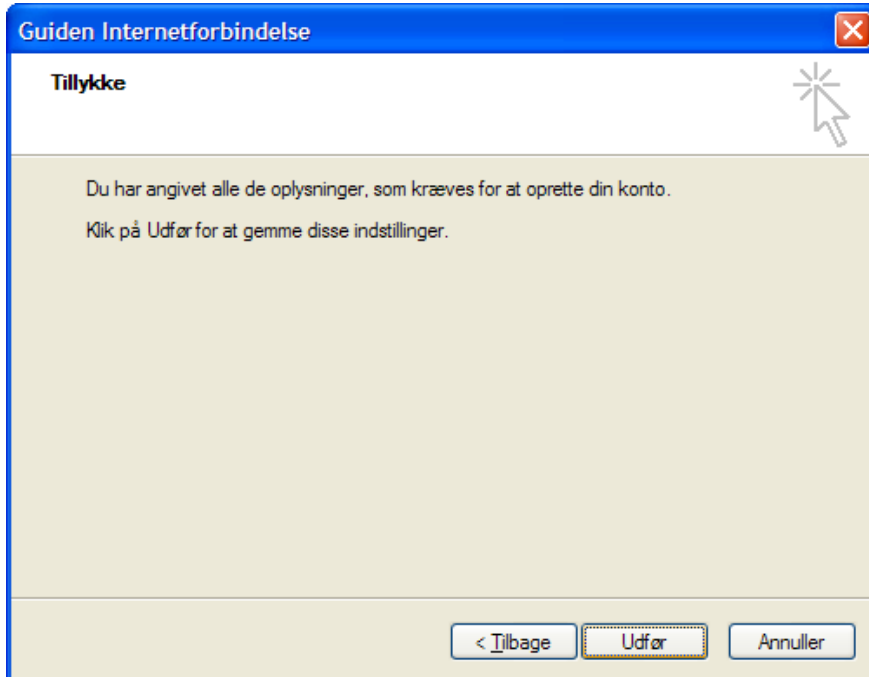 Guiden Internetforbindelse
Tillykke
Du har angivet alle de oplysninger, som kræves for at oprette din konto.
Klik på Udfør for at gemme disse indstillinger.
< Tilbage
Udfør
Annuller